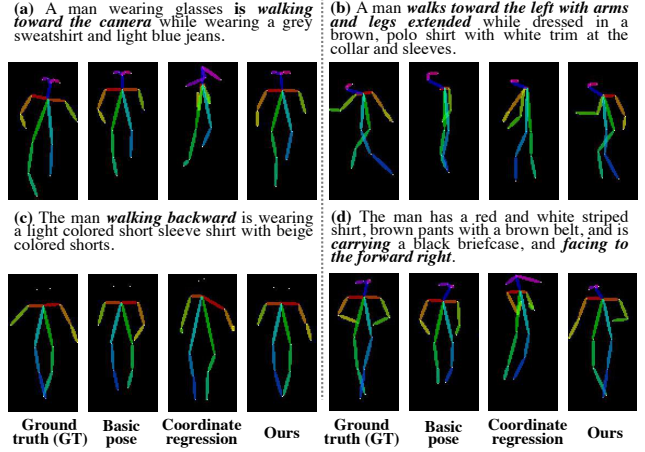 (a) A man wearing glasses is walking
toward the camera while wearing a grey
sweatshirt and light blue jeans.
(b) A man walks toward the left with arms
and legs extended while dressed in a
brown, polo shirt with white trim at the
collar and sleeves.
(c) The man walking backward is wearing
a light colored short sleeve shirt with beige
colored shorts.
(d) The man has a red and white striped
shirt, brown pants with a brown belt, and is
carrying a black briefcase, and facing to
the forward right.
Ground
truth (GT)
Basic
pose
Coordinate
regression
Ours
Ground
truth (GT)
Basic
pose
Coordinate
regression
Ours